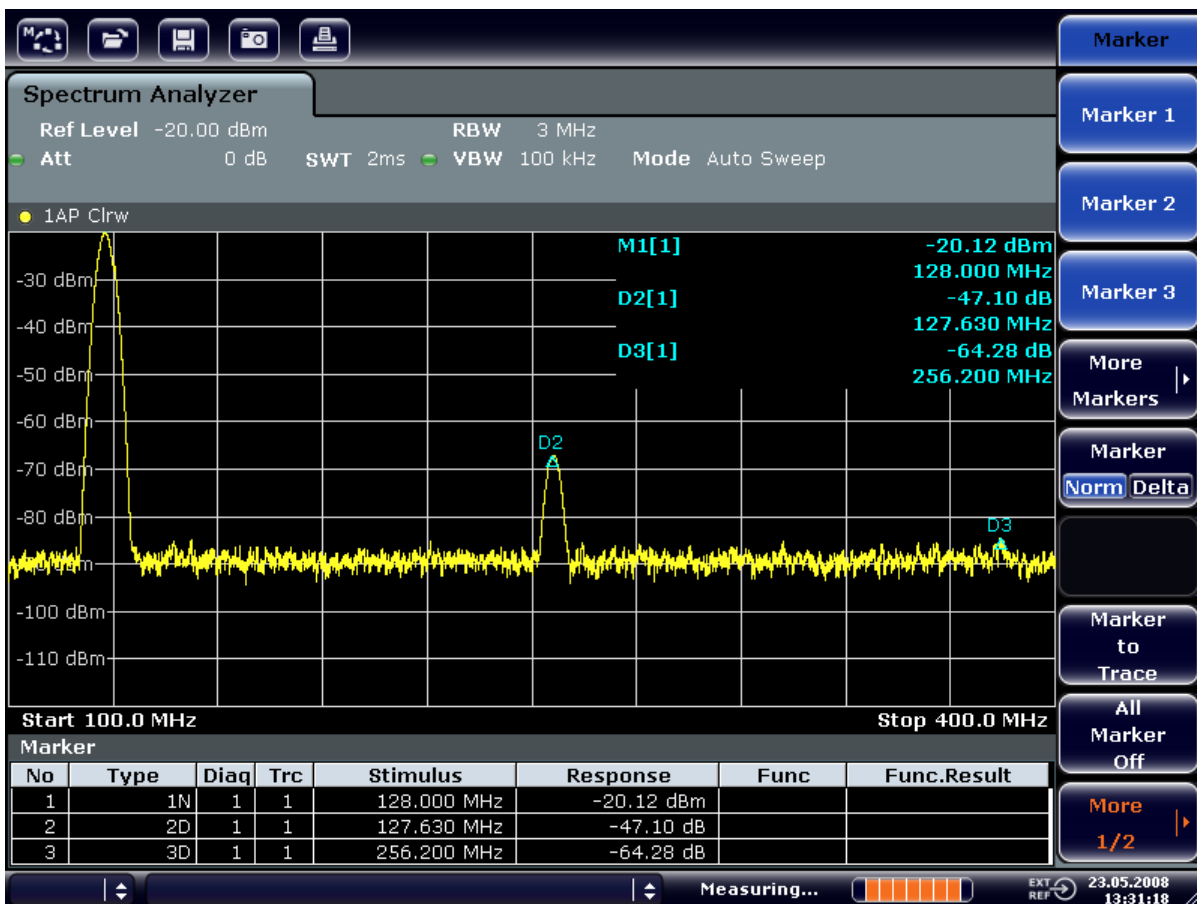 M
Marker
Spectrum Analyzer
Ref Level -20.00 dBm RBW 3 MHz
Att 0 dB SWT 2ms VBW 100 kHz Mode Auto Sweep
1AP Clrw
M1[1] -20.12 dBm
128.000 MHz
D2[1] -47.10 dB
127.630 MHz
D3[1] -64.28 dB
256.200 MHz
-30 dBm
-40 dBm
-50 dBm
-60 dBm
-70 dBm
-80 dBm
-100 dBm
-110 dBm
D2
D3
Start 100.0 MHz Stop 400.0 MHz
Marker
No Type Diag Trc Stimulus Response Func Func.Result
1 1N 1 1 128.000 MHz -20.12 dBm
2 2D 1 1 127.630 MHz -47.10 dB
3 3D 1 1 256.200 MHz -64.28 dB
Marker 1
Marker 2
Marker 3
More
Markers
Marker
Norm Delta
Marker
to
Trace
All
Marker
Off
More
1/2
Measuring...
EXT
REF
23.05.2008
13:31:18